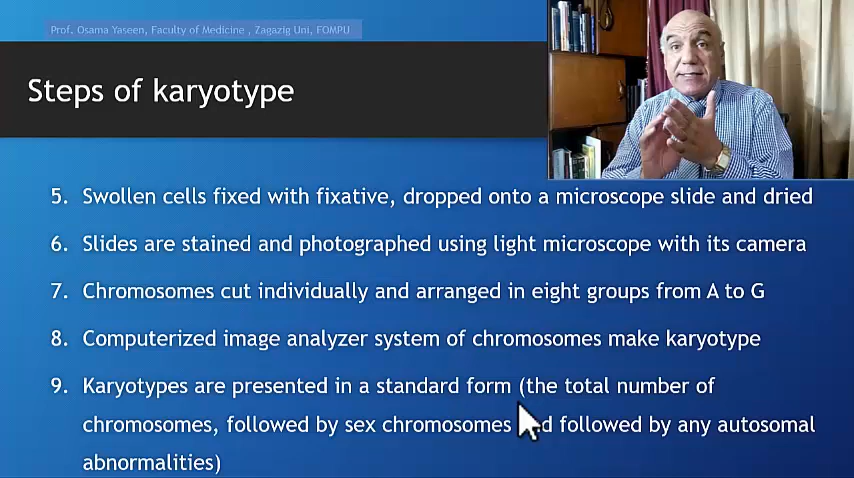 Prof. Osama Yaseen, Faculty of Medicine , Zagazig Uni, FOMPU
Steps of karyotype
5. Swollen cells fixed with fixative, dropped onto a microscope slide and dried
6. Slides are stained and photographed using light microscope with its camera
7. Chromosomes cut individually and arranged in eight groups from A to G
8. Computerized image analyzer system of chromosomes make karyotype
9. Karyotypes are presented in a standard form (the total number of
chromosomes, followed by sex chromosomes followed by any autosomal
abnormalities)